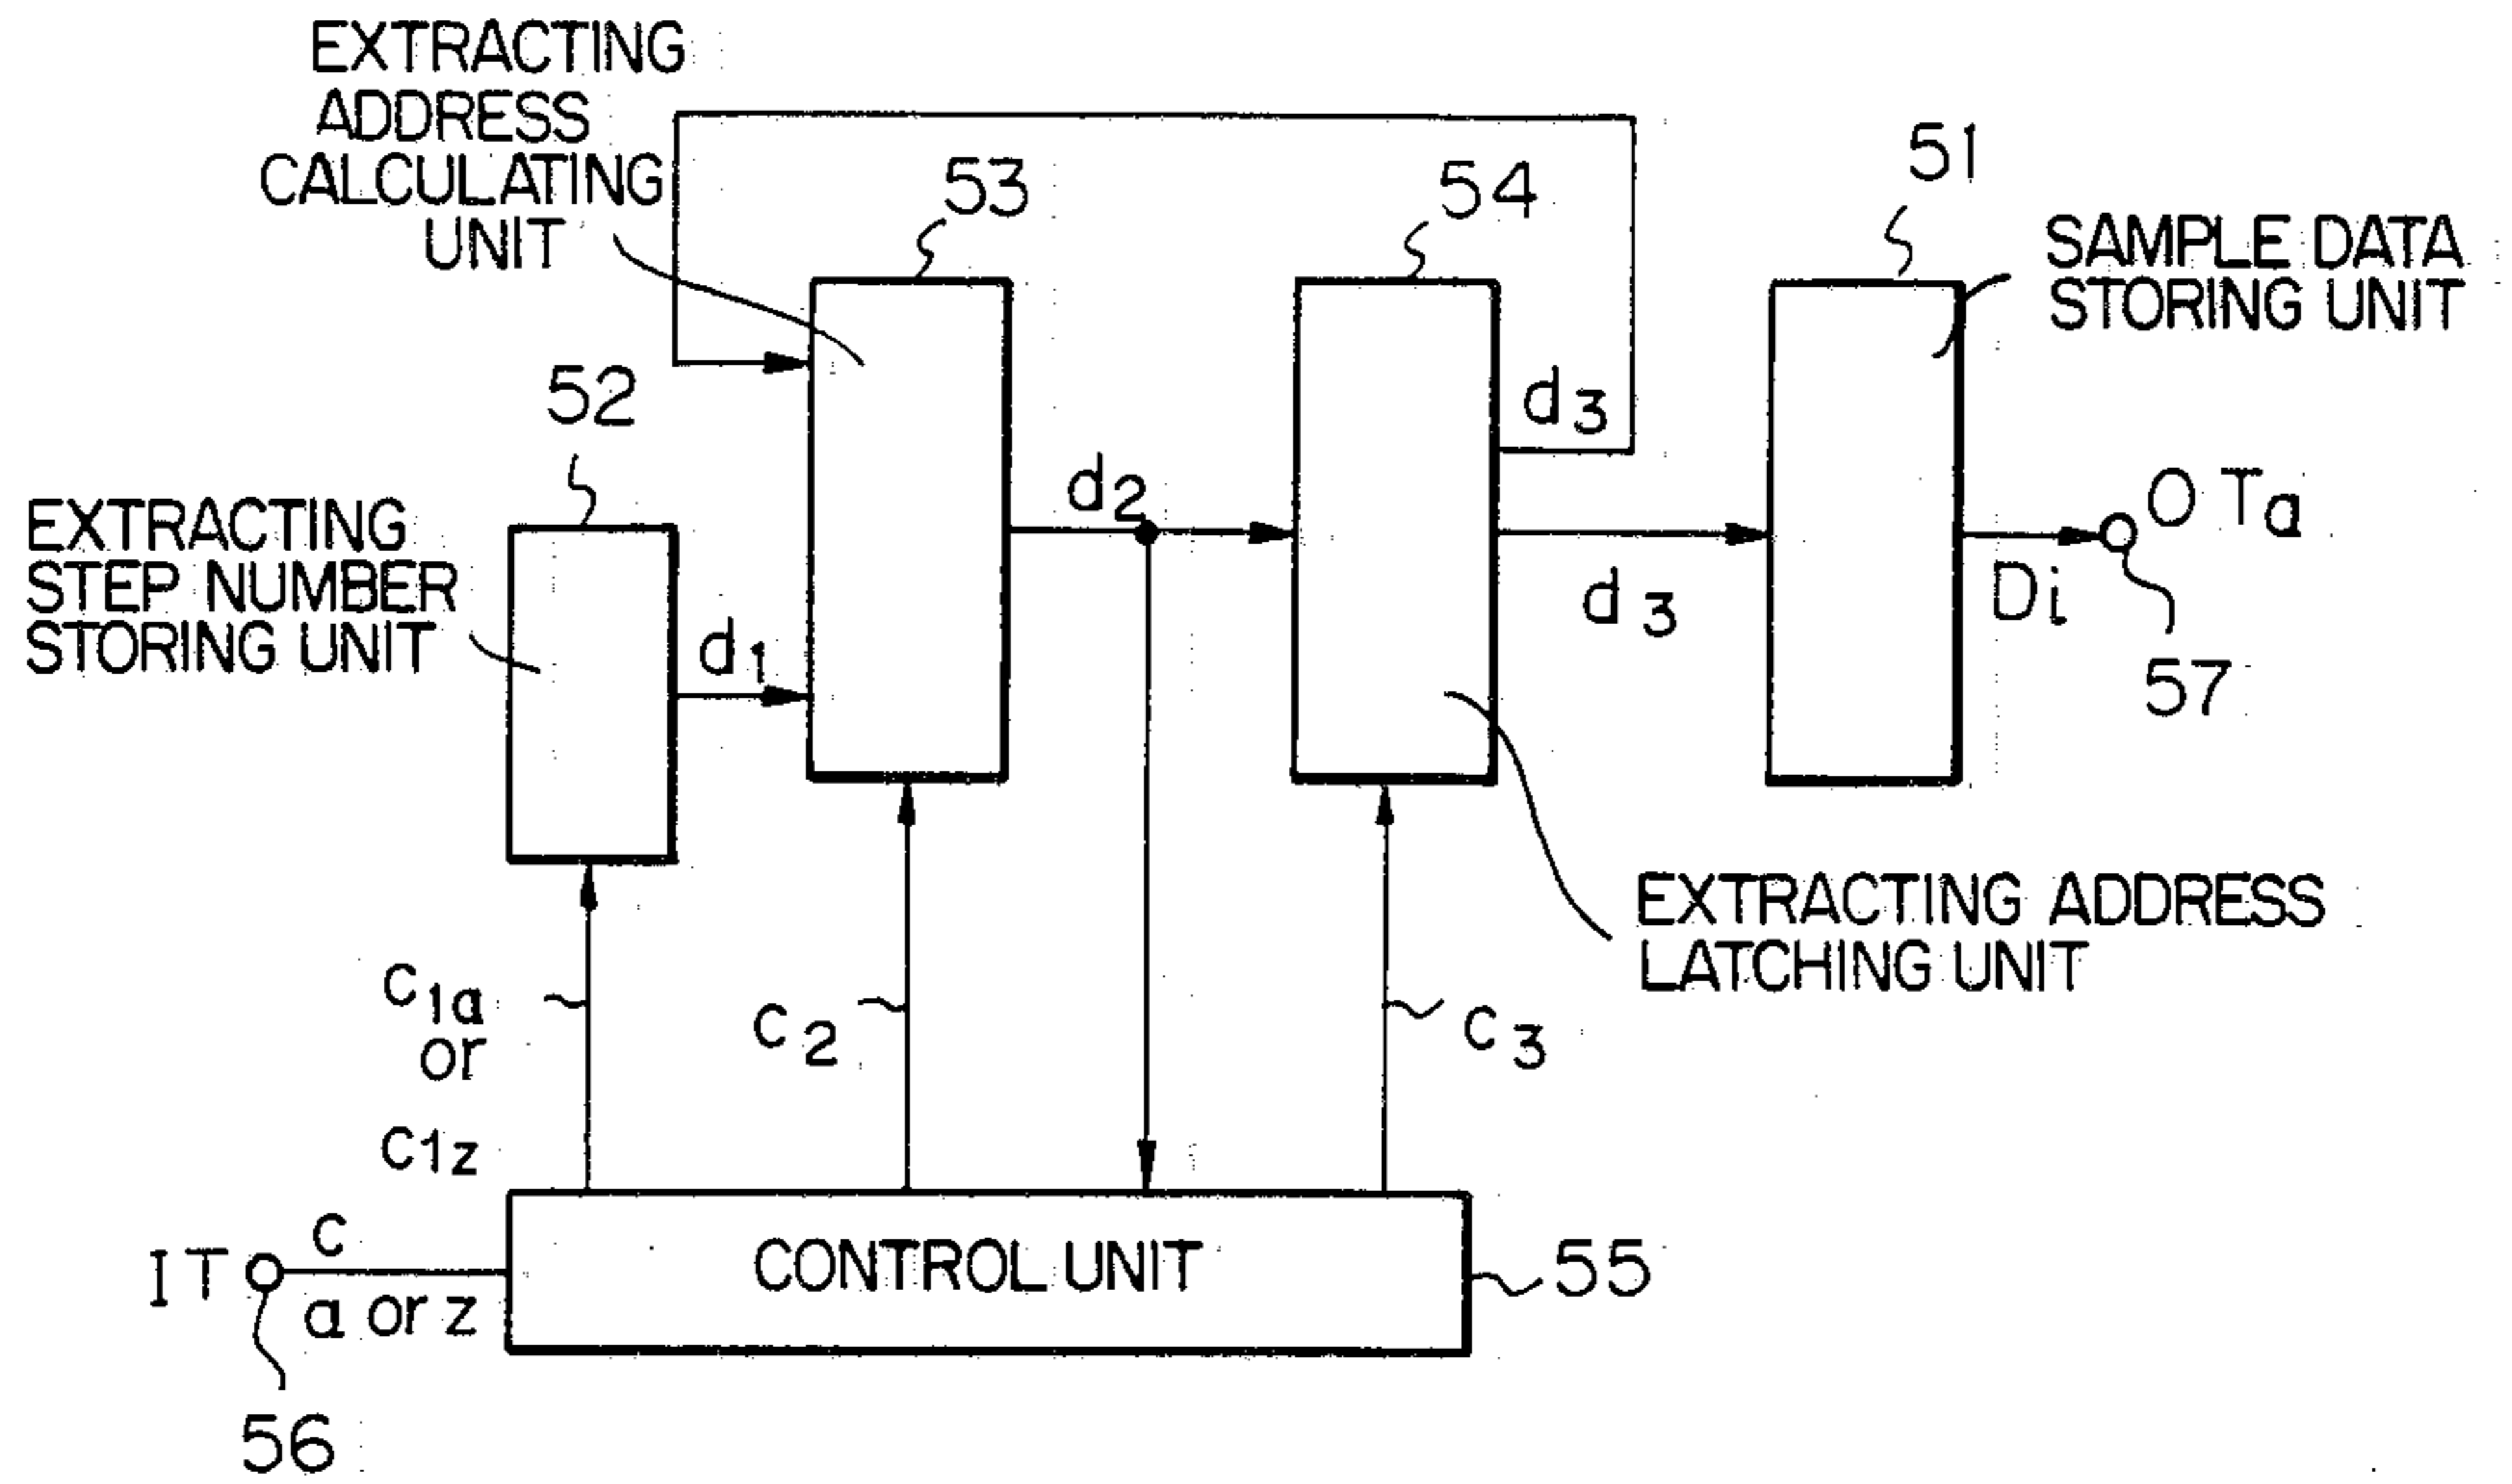 EXTRACTING
ADDRESS
CALCULATING
UNIT
53
54
51
SAMPLE DATA
STORING UNIT
52
d3
EXTRACTING
STEP NUMBER
STORING UNIT
d1
d2
d3
OTa
Di
57
EXTRACTING ADDRESS
LATCHING UNIT
c1a
or
c1z
c2
c3
IT
c
a or z
CONTROL UNIT
55
56